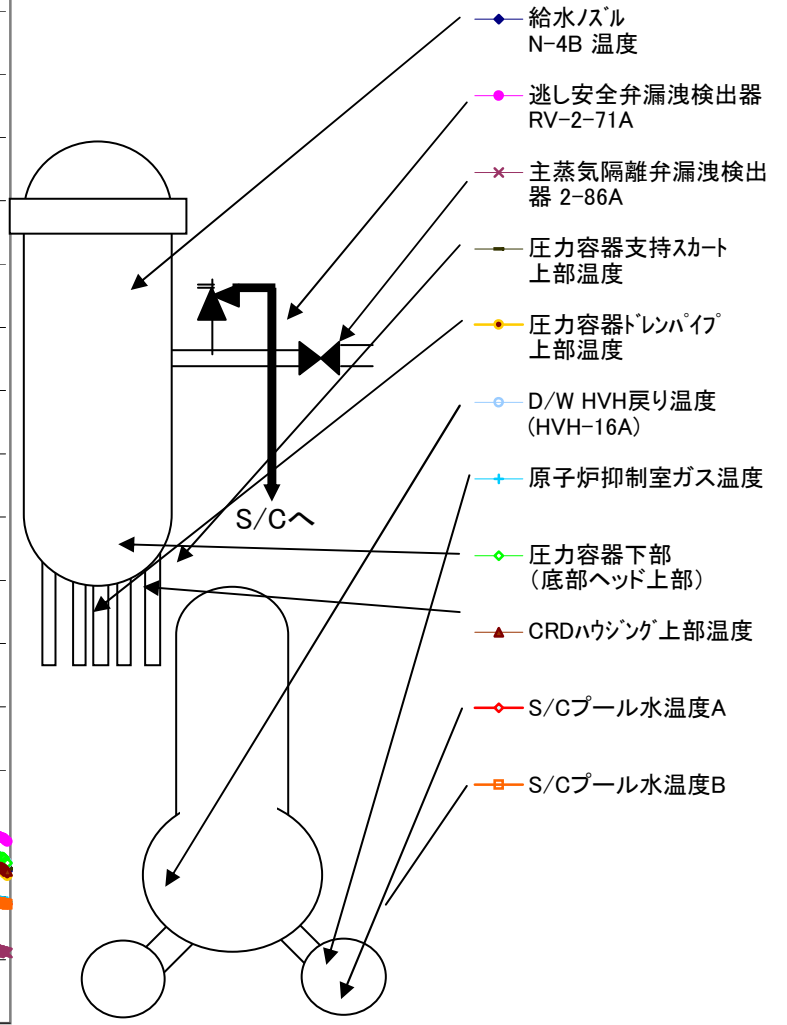 給水ノズル
N-4B 温度
逃し安全弁漏洩検出器
RV-2-71A
主蒸気隔離弁漏洩検出
器 2-86A
圧力容器支持スカート
上部温度
圧力容器ドレンパイプ
上部温度
D/W HVH戻り温度
(HVH-16A)
原子炉抑制室ガス温度
S/Cへ
圧力容器下部
(底部ヘッド上部)
CRDハウジング上部温度
S/Cプール水温度A
S/Cプール水温度B